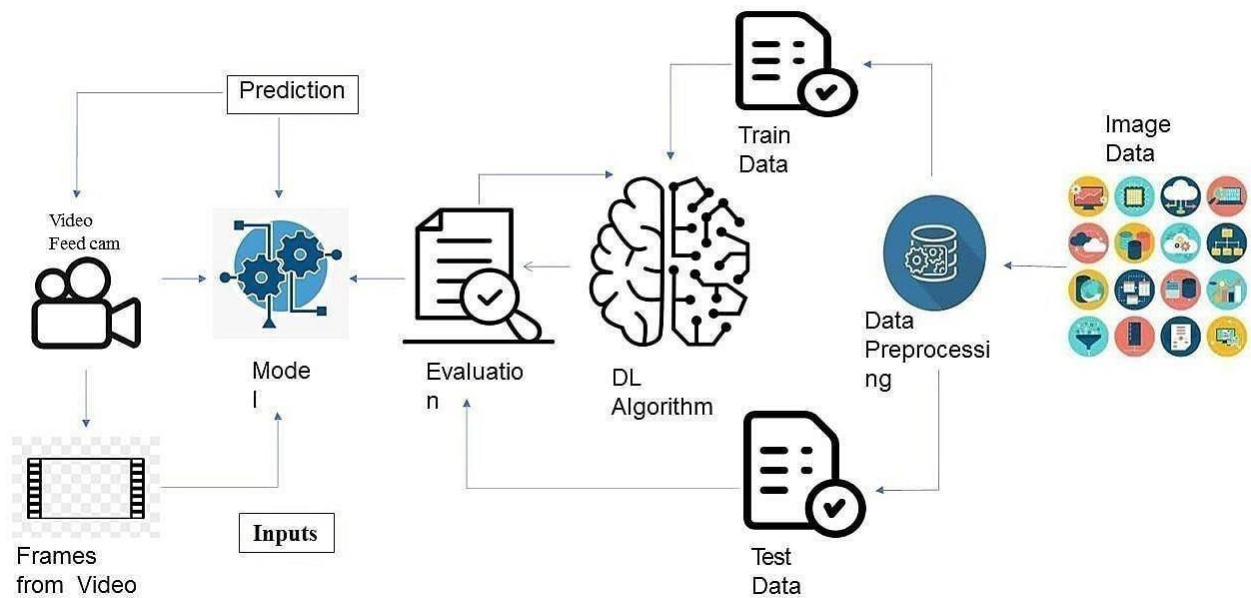 Prediction
Train
Data
Image
Data
Video
Feed cam
Mode
l
Evaluatio
n
DL
Algorithm
Data
Preprocessi
ng
Inputs
Frames
from Video
Test
Data